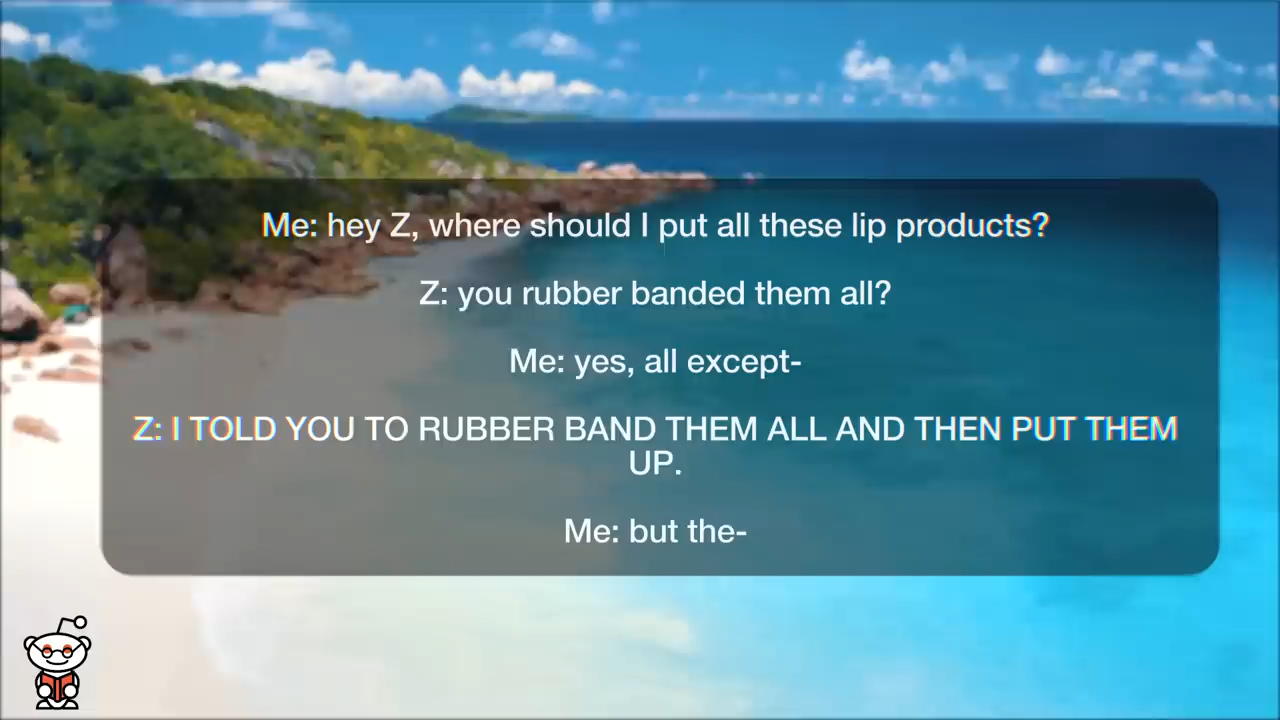 Me: hey Z, where should I put all these lip products?
Z: you rubber banded them all?
Me: yes, all except-
Z: I TOLD YOU TO RUBBER BAND THEM ALL AND THEN PUT THEM
UP.
Me: but the-